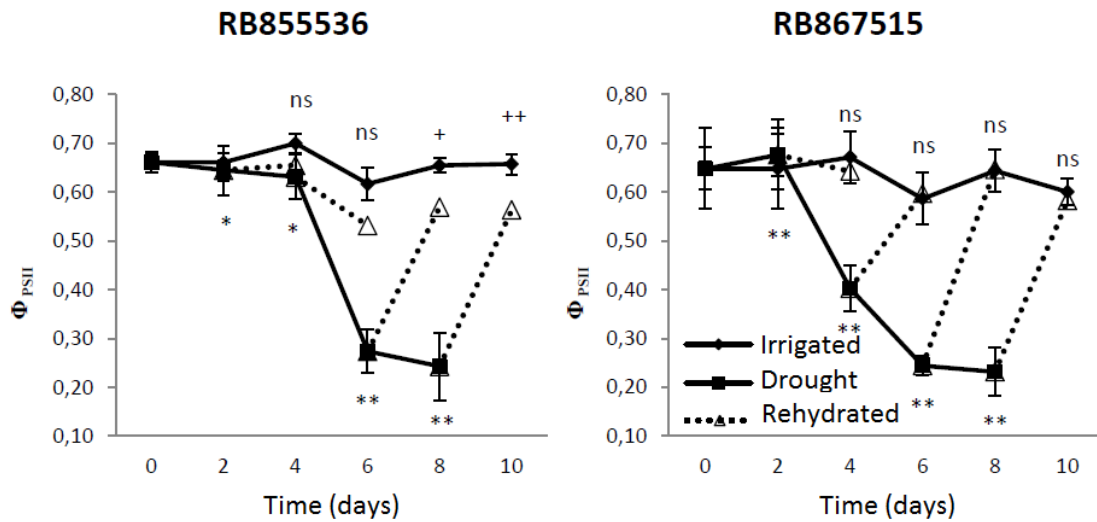 RB855536
0,80
0,70
0,60
0,50
0,40
0,30
0,20
0,10
Φ PSII
ns
ns
+
++
*
*
**
**
0 2 4 6 8 10
Time (days)
RB867515
0,80
0,70
0,60
0,50
0,40
0,30
0,20
0,10
Φ PSII
ns
ns
ns
ns
**
**
**
**
Irrigated
Drought
Rehydrated
0 2 4 6 8 10
Time (days)